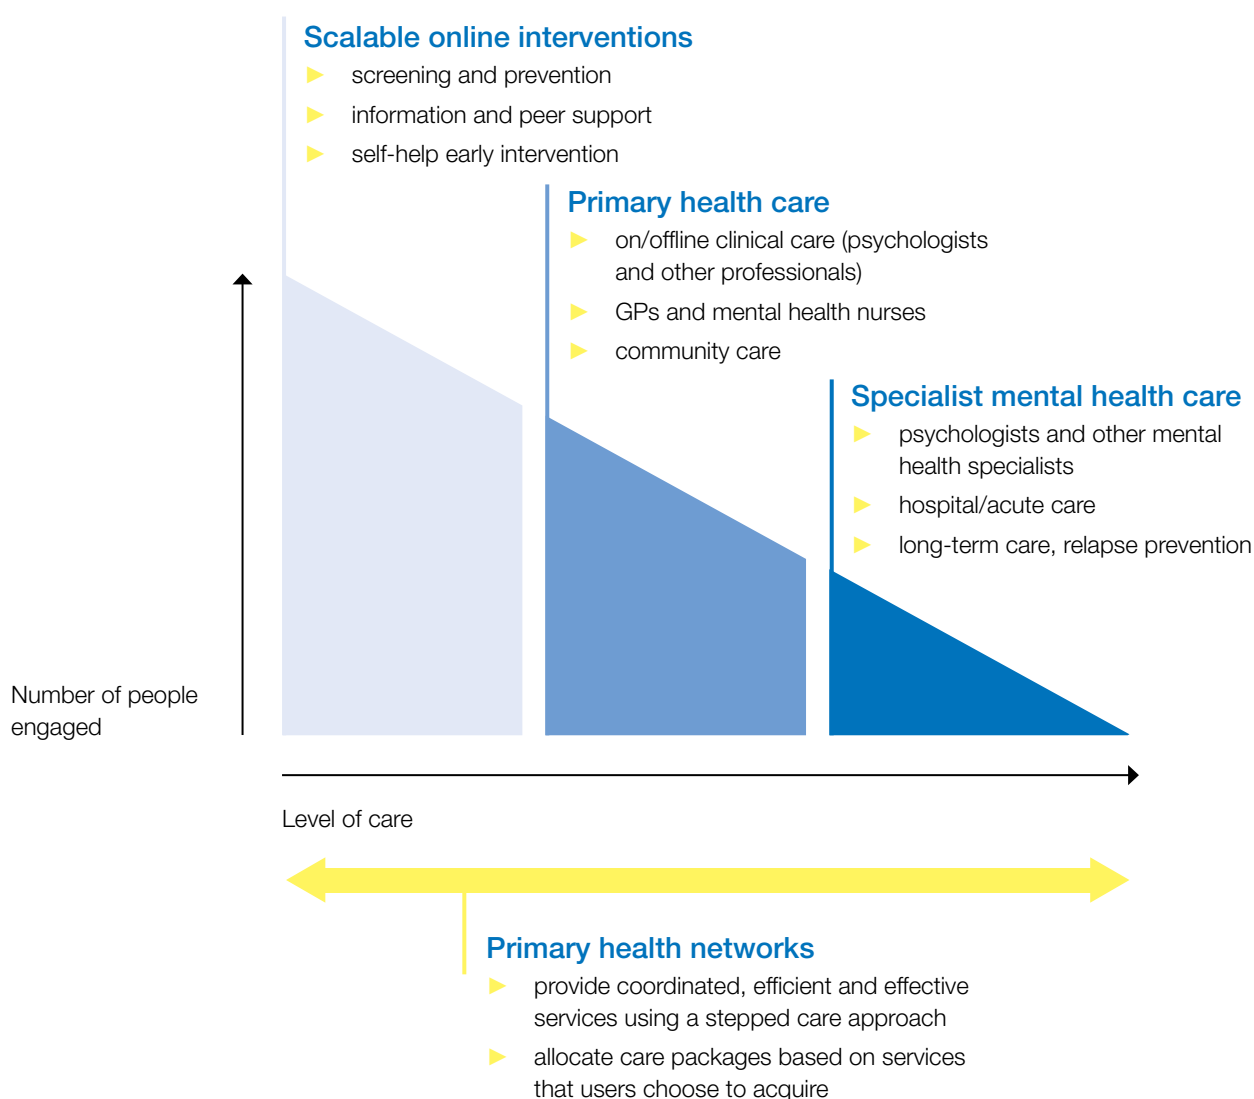 Scalable online interventions
screening and prevention
information and peer support
self-help early intervention
Primary health care
on/offline clinical care (psychologists
and other professionals)
GPs and mental health nurses
community care
Specialist mental health care
psychologists and other mental
health specialists
hospital/acute care
long-term care, relapse prevention
Number of people
engaged
Level of care
Primary health networks
provide coordinated, efficient and effective
services using a stepped care approach
allocate care packages based on services
that users choose to acquire